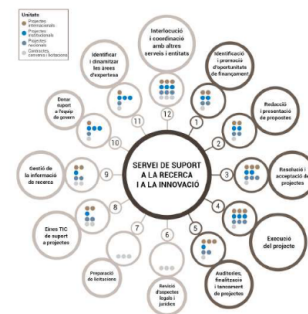 Unitats
Projectes
internacionals
Projectes
institucionals
Projectes
nacionals
Contractes,
convenis i licitacions
Interlocució
i coordinació
amb altres
serveis i entitats
Identificació
i promoció
d'oportunitats
de finançament
Redacció i
presentació
de propostes
Resolució i
acceptació de
projectes
Execució
del projecte
Auditories,
finalització
i tancament
de projectes
Revisió
d'aspectes
legals i
jurídics
Preparació
de licitacions
Eines TIC
de suport
a projectes
Gestió de
la informació
de recerca
Donar
suport
a l'equip
de govern
Identificar
i dinamitzar
les àrees
d'expertesa
1
2
3
4
5
6
7
8
9
10
11
12
SERVEI DE SUPORT
A LA RECERCA
I A LA INNOVACIÓ